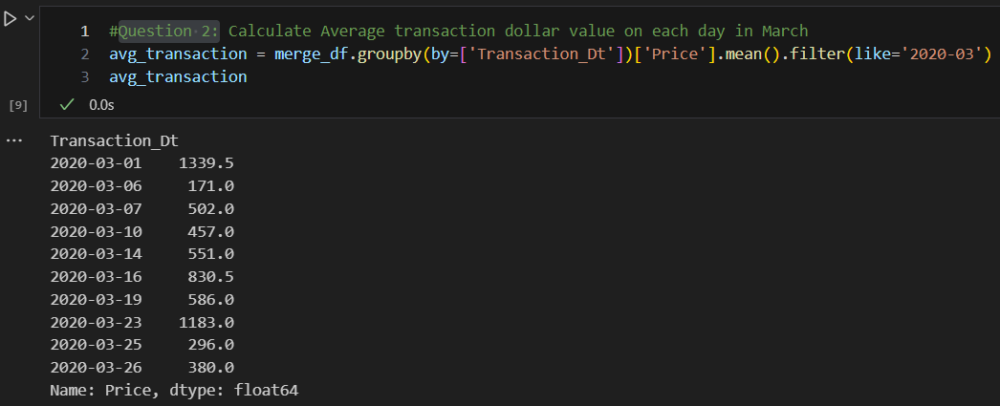 1 #Question 2: Calculate Average transaction dollar value on each day in March
2 avg_transaction = merge_df.groupby(by=['Transaction_Dt'])['Price'].mean().filter(like='2020-03')
3 avg_transaction
[9] 0.0s
Transaction_Dt
2020-03-01    1339.5
2020-03-06     171.0
2020-03-07     502.0
2020-03-10     457.0
2020-03-14     551.0
2020-03-16     830.5
2020-03-19     586.0
2020-03-23    1183.0
2020-03-25     296.0
2020-03-26     380.0
Name: Price, dtype: float64